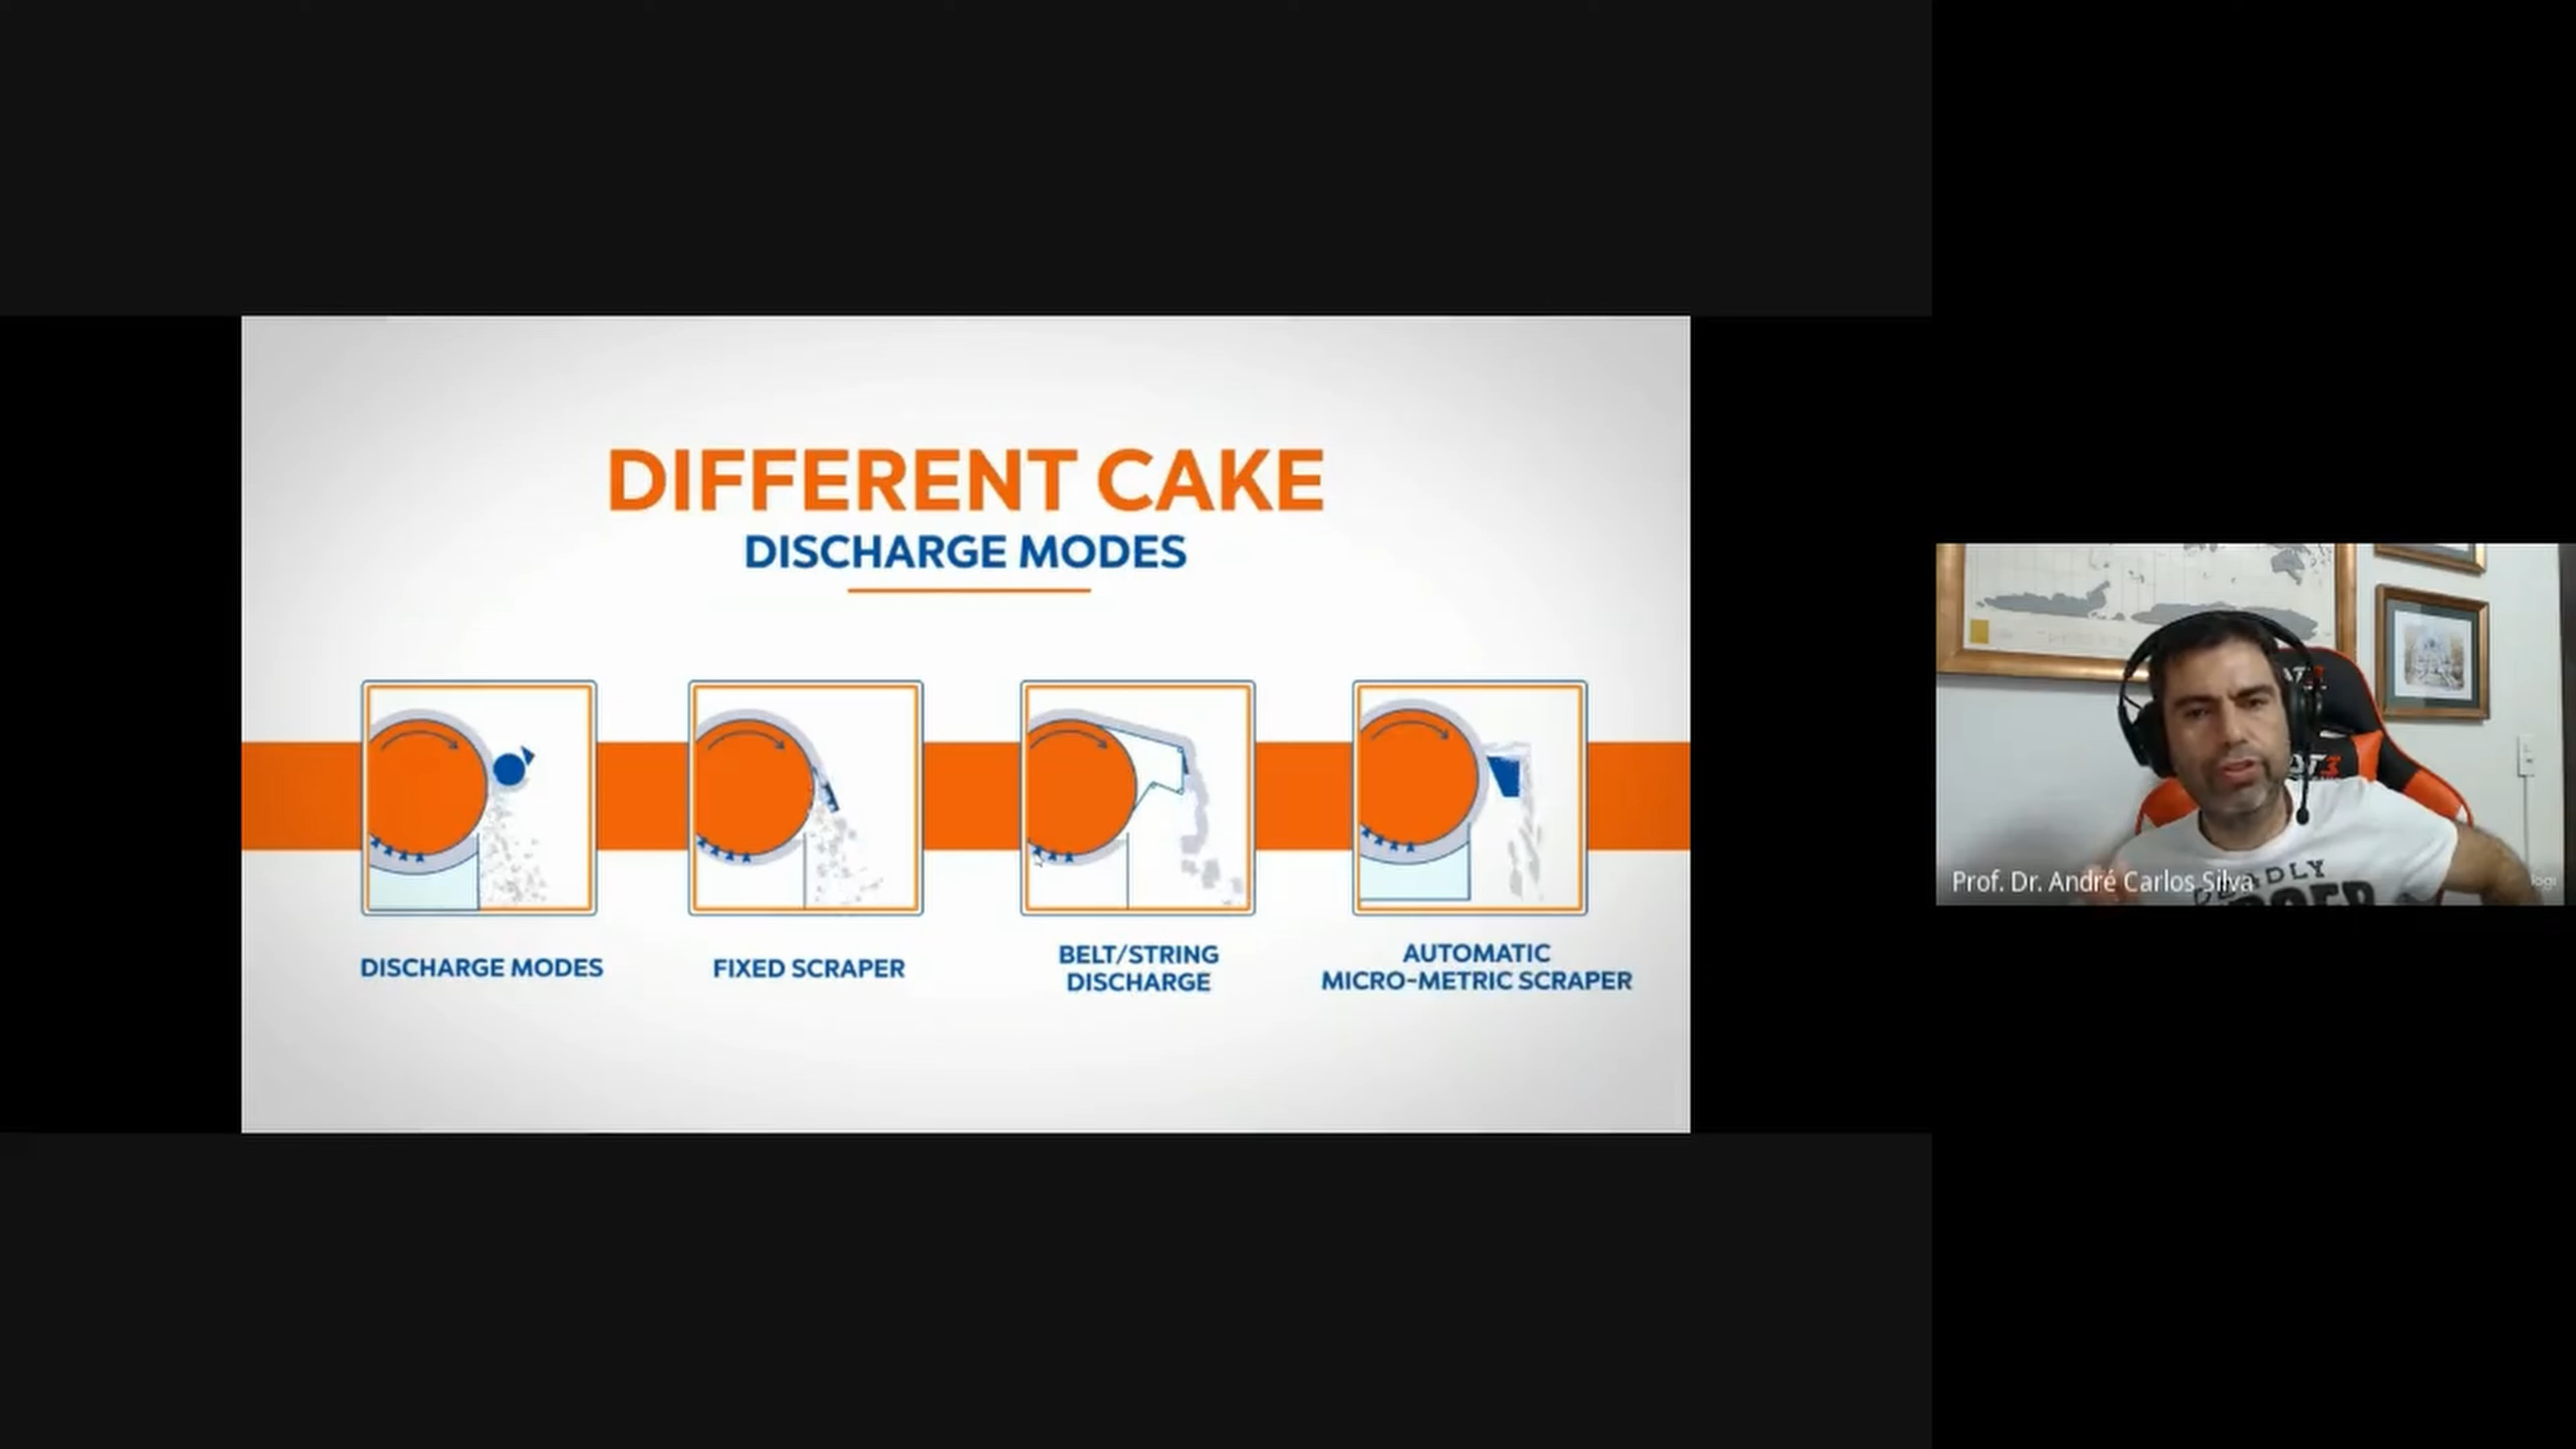 DIFFERENT CAKE
DISCHARGE MODES
DISCHARGE MODES
FIXED SCRAPER
BELT/STRING
DISCHARGE
AUTOMATIC
MICRO-METRIC SCRAPER
Prof. Dr. André Carlos Silva
logi